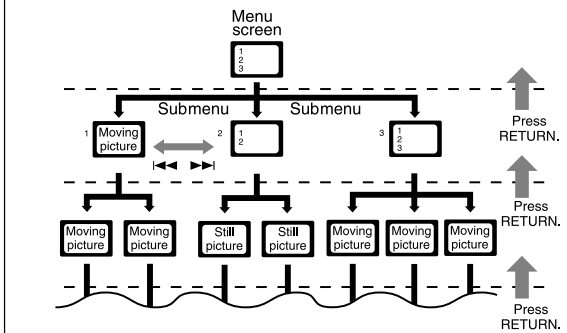 Menu
screen
1
2
3
Submenu
Submenu
Press
RETURN.
1
Moving
picture
2
1
2
3
1
2
3
Press
RETURN.
Moving
picture
Moving
picture
Still
picture
Still
picture
Moving
picture
Moving
picture
Moving
picture
Press
RETURN.